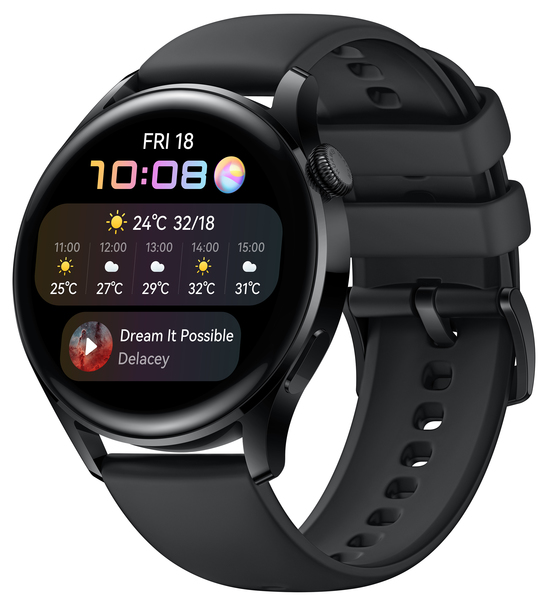 FRI 18
10:08
24℃ 32/18
11:00 12:00 13:00 14:00 15:00
25℃ 27℃ 29℃ 32℃ 31℃
Dream It Possible
Delacey